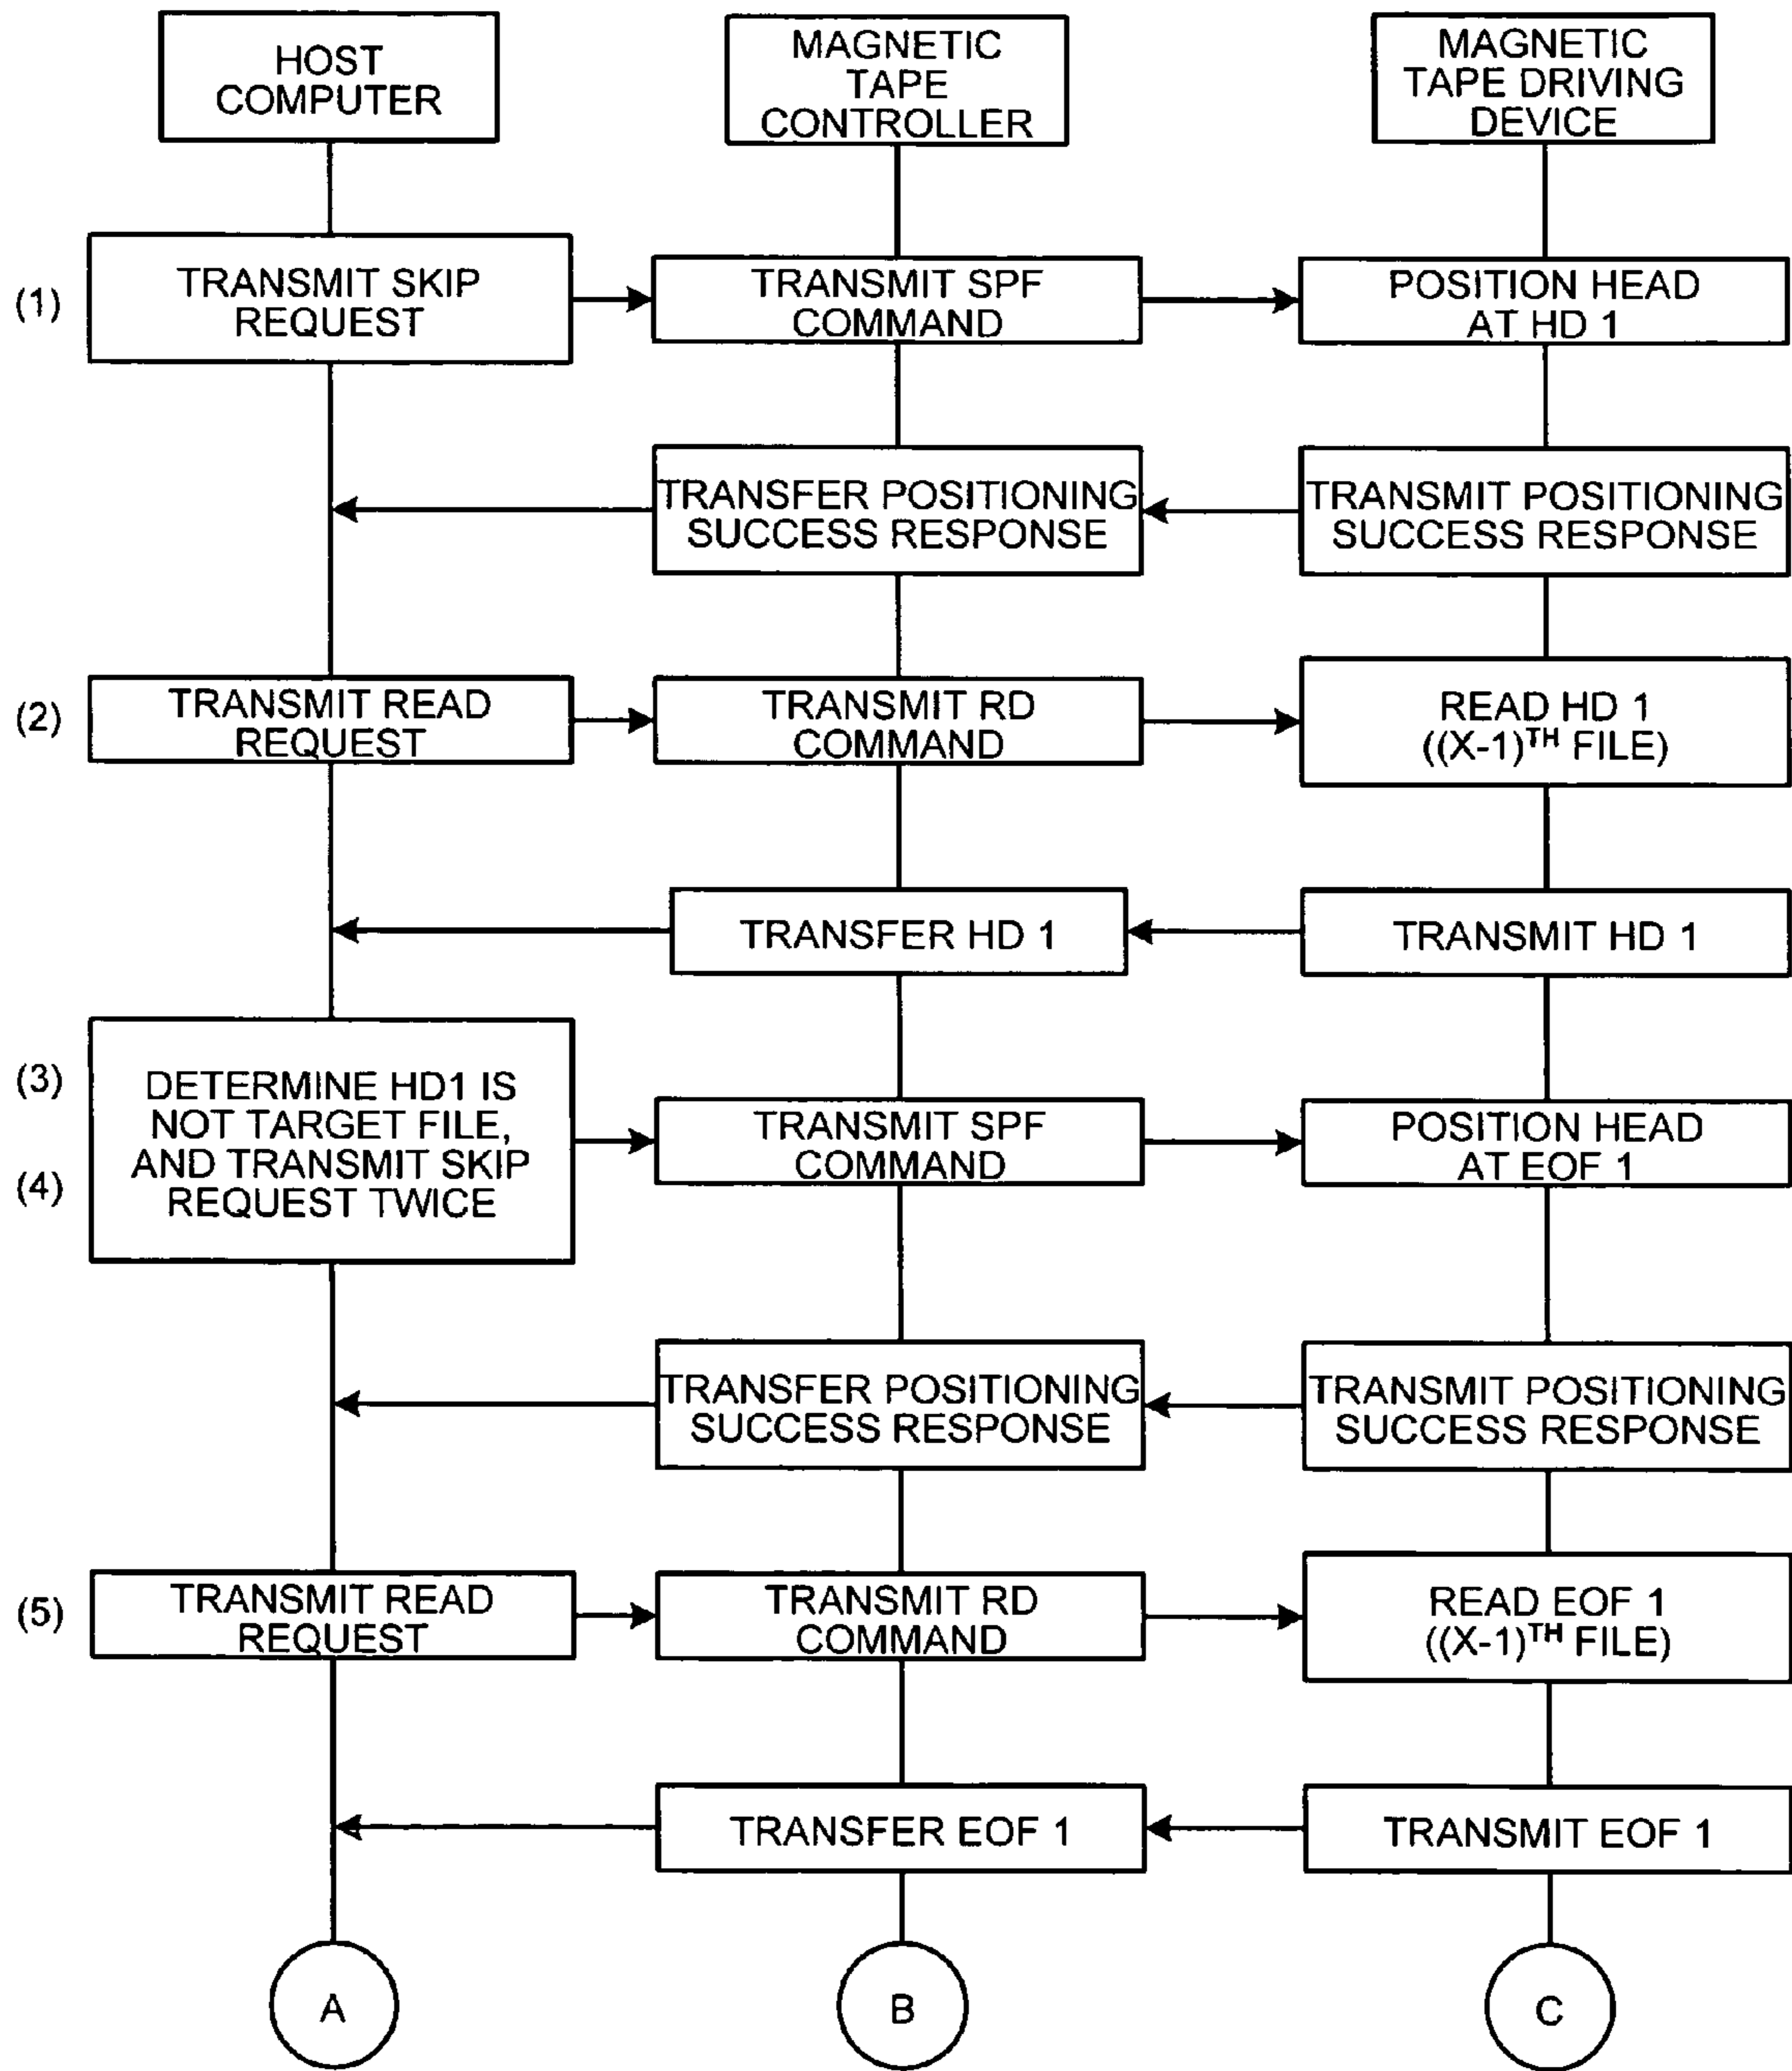 HOST
COMPUTER
MAGNETIC
TAPE
CONTROLLER
MAGNETIC
TAPE DRIVING
DEVICE
(1)
TRANSMIT SKIP
REQUEST
TRANSMIT SPF
COMMAND
POSITION HEAD
AT HD 1
TRANSFER POSITIONING
SUCCESS RESPONSE
TRANSMIT POSITIONING
SUCCESS RESPONSE
(2)
TRANSMIT READ
REQUEST
TRANSMIT RD
COMMAND
READ HD 1
((X-1)TH FILE)
TRANSFER HD 1
TRANSMIT HD 1
(3)
(4)
DETERMINE HD1 IS
NOT TARGET FILE,
AND TRANSMIT SKIP
REQUEST TWICE
TRANSMIT SPF
COMMAND
POSITION HEAD
AT EOF 1
TRANSFER POSITIONING
SUCCESS RESPONSE
TRANSMIT POSITIONING
SUCCESS RESPONSE
(5)
TRANSMIT READ
REQUEST
TRANSMIT RD
COMMAND
READ EOF 1
((X-1)TH FILE)
TRANSFER EOF 1
TRANSMIT EOF 1
A
B
C